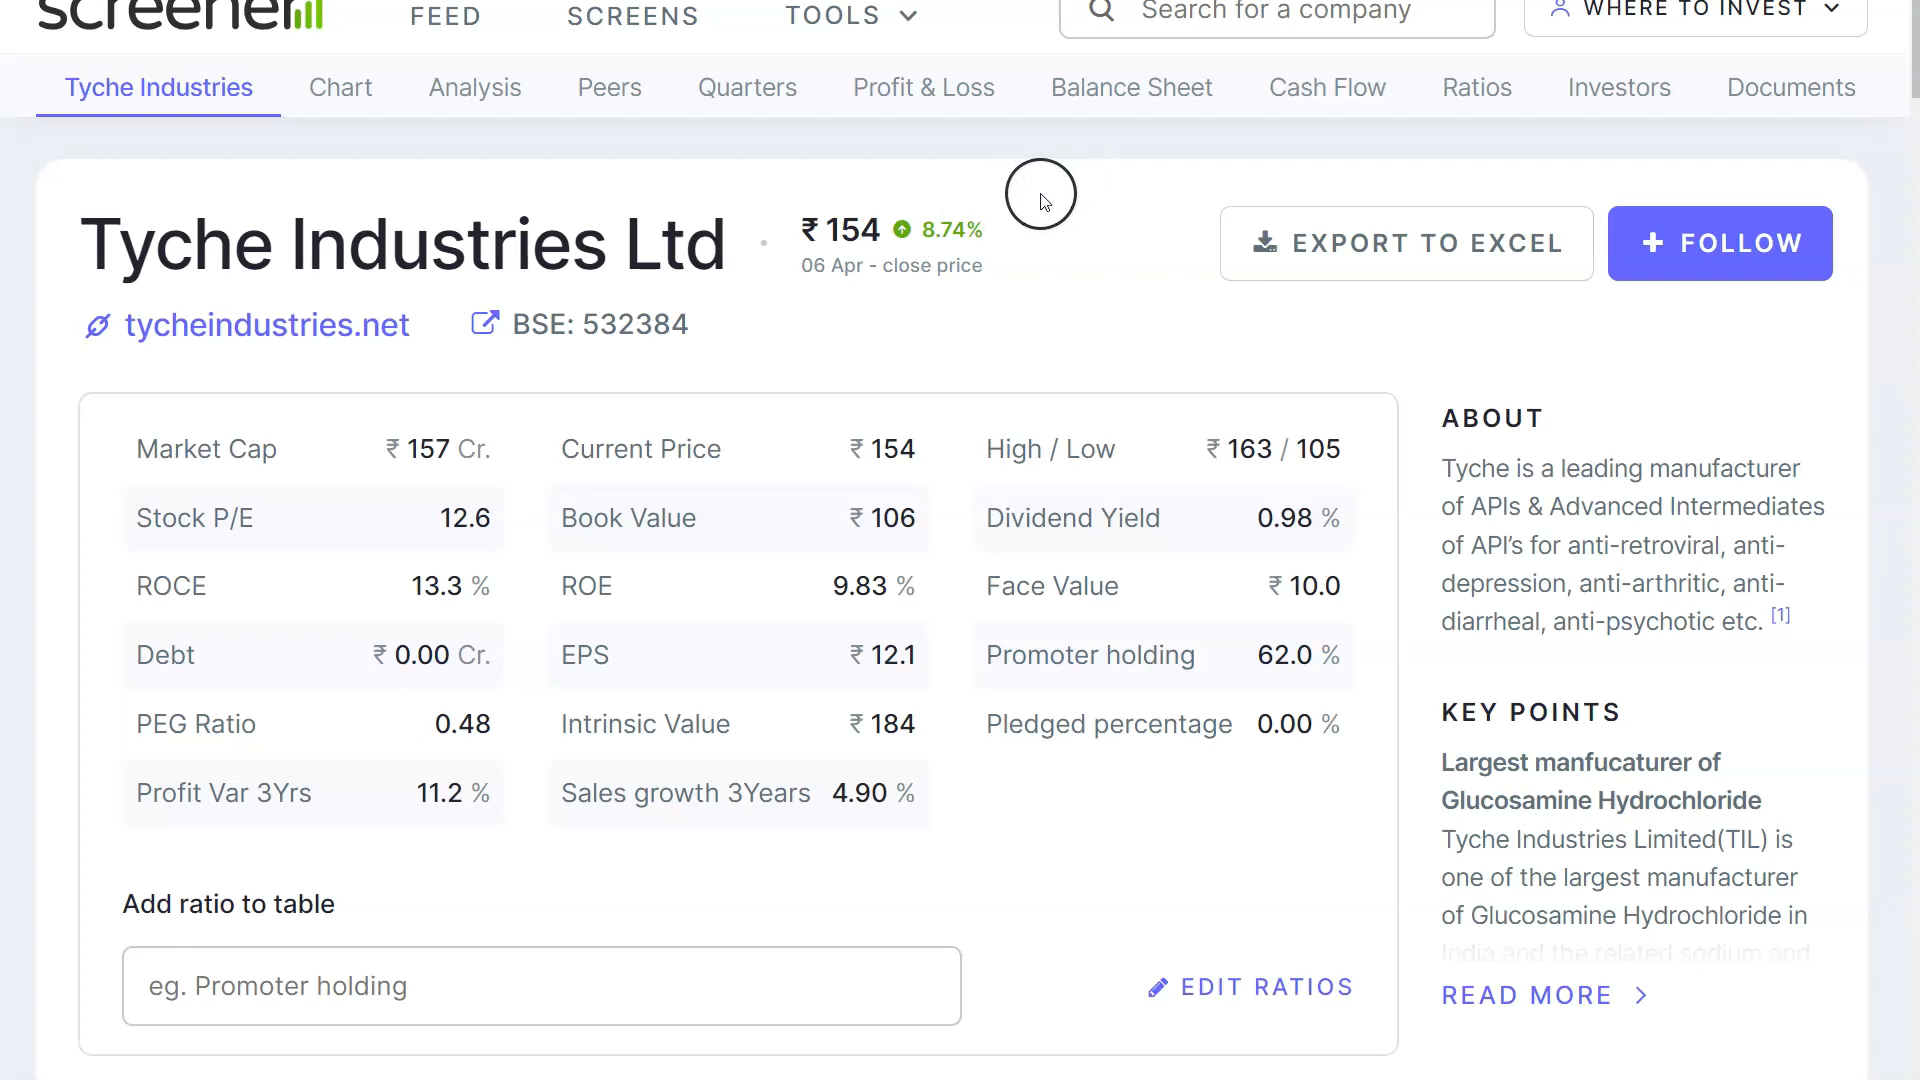 screener
FEED
SCREENS
TOOLS
Search for a company
WHERE TO INVEST
Tyche Industries
Chart
Analysis
Peers
Quarters
Profit & Loss
Balance Sheet
Cash Flow
Ratios
Investors
Documents
Tyche Industries Ltd
₹ 154 8.74%
06 Apr - close price
EXPORT TO EXCEL
+ FOLLOW
tycheindustries.net
BSE: 532384
Market Cap ₹ 157 Cr.
Current Price ₹ 154
High / Low ₹ 163 / 105
Stock P/E 12.6
Book Value ₹ 106
Dividend Yield 0.98 %
ROCE 13.3 %
ROE 9.83 %
Face Value ₹ 10.0
Debt ₹ 0.00 Cr.
EPS ₹ 12.1
Promoter holding 62.0 %
PEG Ratio 0.48
Intrinsic Value ₹ 184
Pledged percentage 0.00 %
Profit Var 3Yrs 11.2 %
Sales growth 3Years 4.90 %
Add ratio to table
eg. Promoter holding
EDIT RATIOS
ABOUT
Tyche is a leading manufacturer
of APIs & Advanced Intermediates
of API’s for anti-retroviral, anti-
depression, anti-arthritic, anti-
diarrheal, anti-psychotic etc. [1]
KEY POINTS
Largest manfucaturer of
Glucosamine Hydrochloride
Tyche Industries Limited(TIL) is
one of the largest manufacturer
of Glucosamine Hydrochloride in
India and the related sodium and
READ MORE